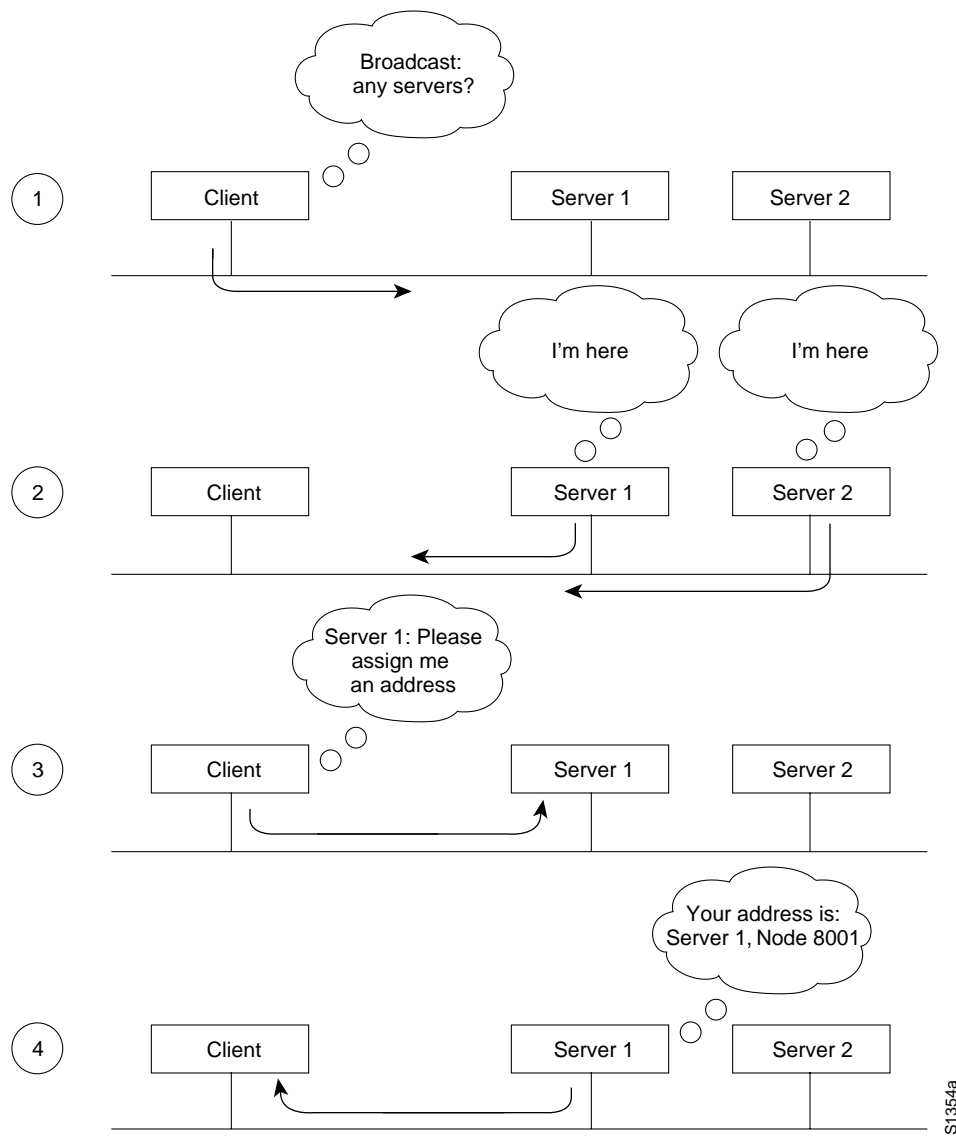 Broadcast:
any servers?
1
Client
Server 1
Server 2
I'm here
I'm here
2
Client
Server 1
Server 2
Server 1: Please
assign me
an address
3
Client
Server 1
Server 2
Your address is:
Server 1, Node 8001
4
Client
Server 1
Server 2
S1354a